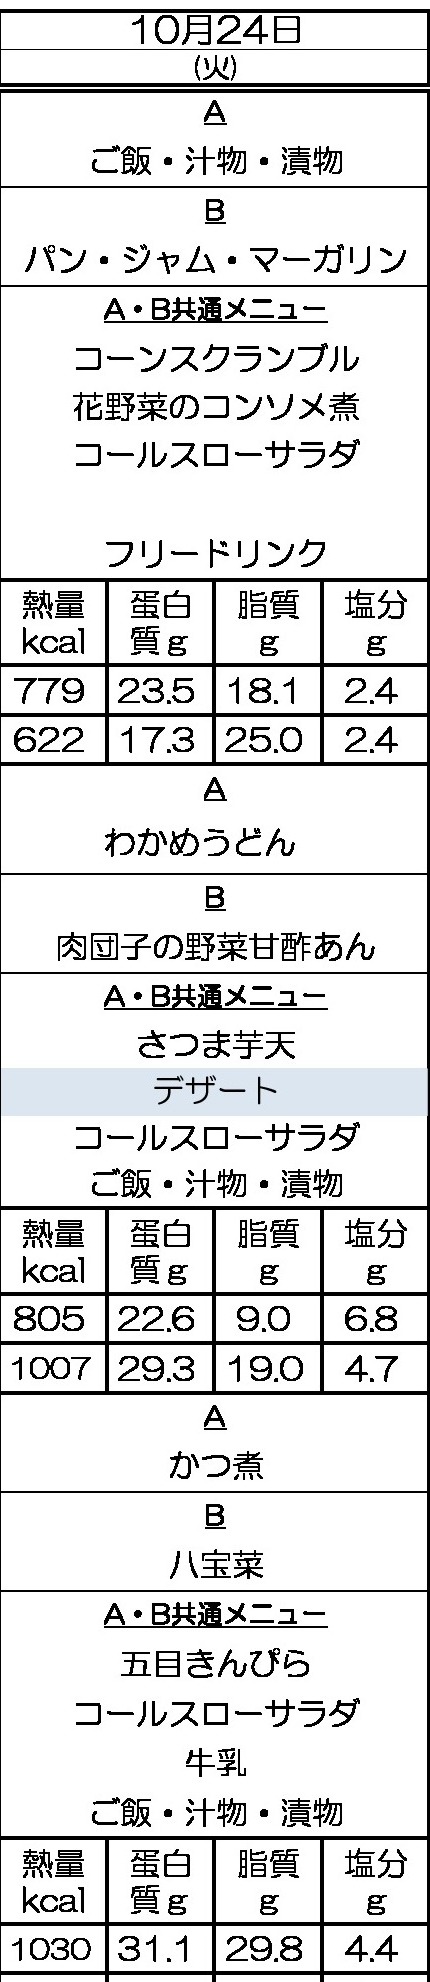 10月24日
(火)
A
ご飯・汁物・漬物
B
パン・ジャム・マーガリン
A・B共通メニュー
コーンスクランブル
花野菜のコンソメ煮
コールスローサラダ
フリードリンク
熱量 蛋白 脂質 塩分
kcal 質g g g
779 23.5 18.1 2.4
622 17.3 25.0 2.4
A
わかめうどん
B
肉団子の野菜甘酢あん
A・B共通メニュー
さつま芋天
デザート
コールスローサラダ
ご飯・汁物・漬物
熱量 蛋白 脂質 塩分
kcal 質g g g
805 22.6 9.0 6.8
1007 29.3 19.0 4.7
A
かつ煮
B
八宝菜
A・B共通メニュー
五目きんぴら
コールスローサラダ
牛乳
ご飯・汁物・漬物
熱量 蛋白 脂質 塩分
kcal 質g g g
1030 31.1 29.8 4.4